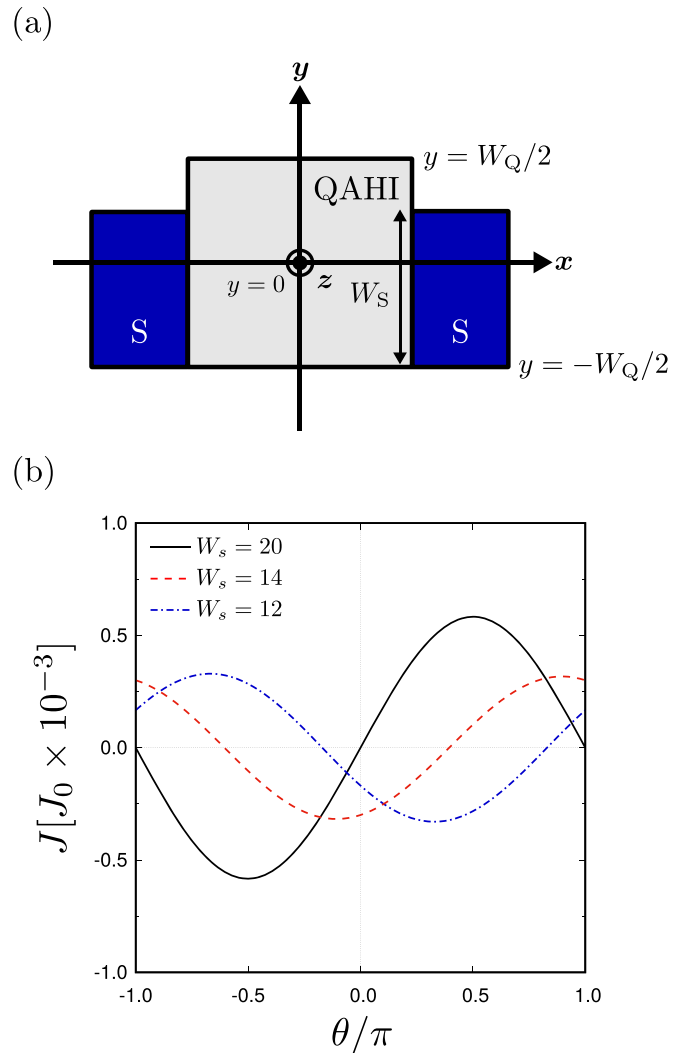 (a)
y
y = W_Q/2
QAHI
y = 0
z
W_S
x
S
S
y = −W_Q/2
(b)
1.0
W_s = 20
W_s = 14
W_s = 12
0.5
0.0
-0.5
-1.0
J[J_0 × 10^{−3}]
-1.0 -0.5 0.0 0.5 1.0
θ/π